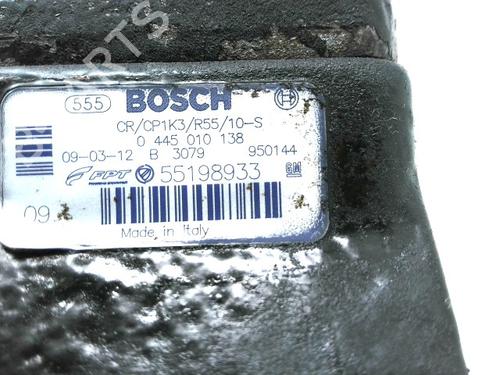 555 BOSCH
CR/CP1K3/R55/10-S
0 445 010 138
09-03-12 B 3079 950144
FPT 55198933 GM
09.
Made in Italy